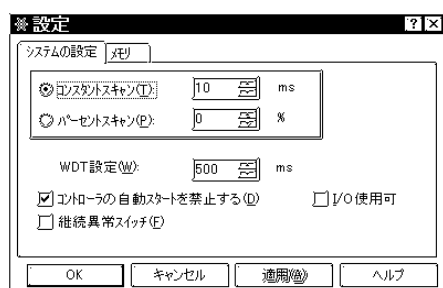 設定
システムの設定 メモリ
コンスタントスキャン(T): 10 ms
パーセントスキャン(P): 0 %
WDT設定(W): 500 ms
コントローラの自動スタートを禁止する(D) I/O使用可
継続異常スイッチ(F)
OK キャンセル 適用(A) ヘルプ